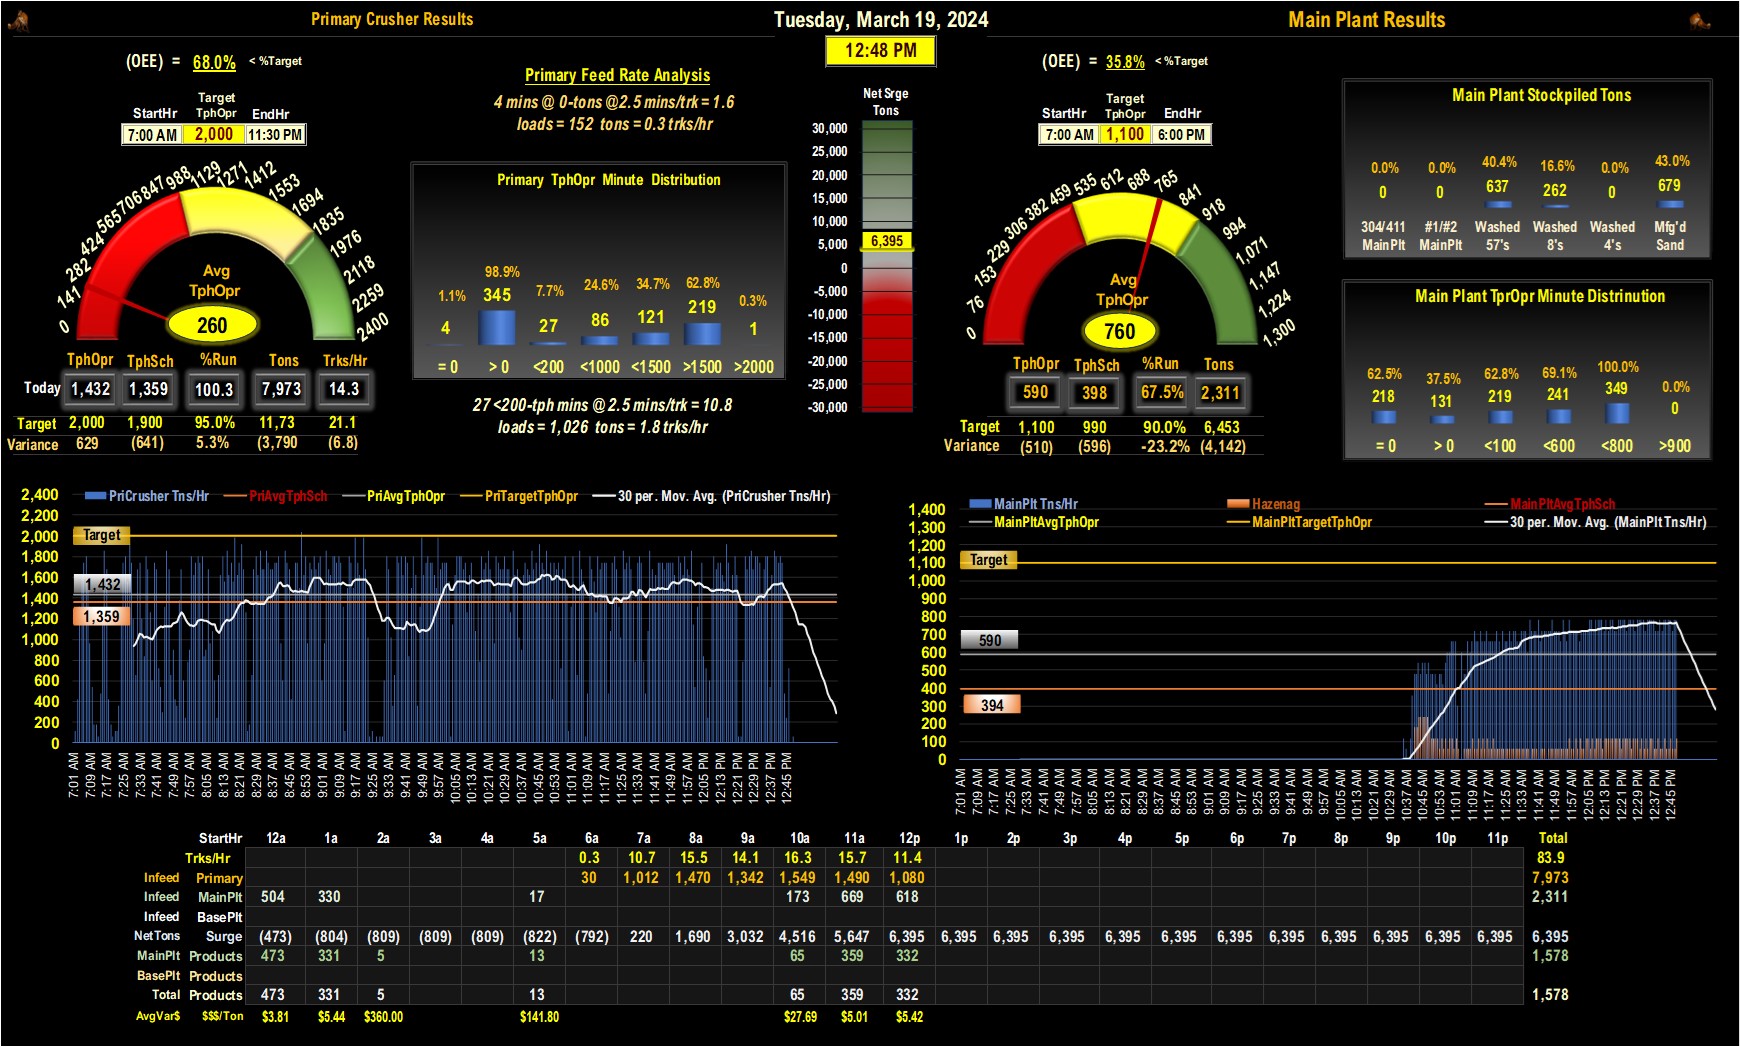 Primary Crusher Results
Tuesday, March 19, 2024
Main Plant Results
12:48 PM
(OEE) = 68.0% < %Target
StartHr Target TphOpr EndHr
7:00 AM 2,000 11:30 PM
0 141 282 424 565 706 847 988 1129 1271 1412 1553 1694 1835 1976 2118 2259 2400
Avg
TphOpr
260
TphOpr TphSch %Run Tons Trks/Hr
Today 1,432 1,359 100.3 7,973 14.3
Target 2,000 1,900 95.0% 11,73 21.1
Variance 629 (641) 5.3% (3,790 (6.8)
Primary Feed Rate Analysis
4 mins @ 0-tons @2.5 mins/trk = 1.6
loads = 152 tons = 0.3 trks/hr
Primary TphOpr Minute Distribution
1.1% 98.9% 7.7% 24.6% 34.7% 62.8% 0.3%
4 345 27 86 121 219 1
= 0 > 0 <200 <1000 <1500 >1500 >2000
27 <200-tph mins @ 2.5 mins/trk = 10.8
loads = 1,026 tons = 1.8 trks/hr
Net Srge
Tons
30,000
25,000
20,000
15,000
10,000
6,395
5,000
0
-5,000
-10,000
-15,000
-20,000
-25,000
-30,000
(OEE) = 35.8% < %Target
StartHr Target TphOpr EndHr
7:00 AM 1,100 6:00 PM
0 76 153 229 306 382 459 535 612 688 765 841 918 994 1,071 1,147 1,224 1,300
Avg
TphOpr
760
TphOpr TphSch %Run Tons
590 398 67.5% 2,311
Target 1,100 990 90.0% 6,453
Variance (510) (596) -23.2% (4,142)
Main Plant Stockpiled Tons
0.0% 0.0% 40.4% 16.6% 0.0% 43.0%
0 0 637 262 0 679
304/411 #1/#2 Washed Washed Washed Mfg'd
MainPlt MainPlt 57's 8's 4's Sand
Main Plant TprOpr Minute Distrinution
62.5% 37.5% 62.8% 69.1% 100.0% 0.0%
218 131 219 241 349 0
= 0 > 0 <100 <600 <800 >900
PriCrusher Tns/Hr PriAvgTphSch PriAvgTphOpr PriTargetTphOpr 30 per. Mov. Avg. (PriCrusher Tns/Hr)
2,400
2,200
2,000
1,800
1,600
1,400
1,200
1,000
800
600
400
200
0
Target
1,432
1,359
7:01 AM 7:09 AM 7:17 AM 7:25 AM 7:33 AM 7:41 AM 7:49 AM 7:57 AM 8:05 AM 8:13 AM 8:21 AM 8:29 AM 8:37 AM 8:45 AM 8:53 AM 9:01 AM 9:09 AM 9:17 AM 9:25 AM 9:33 AM 9:41 AM 9:49 AM 9:57 AM 10:05 AM 10:13 AM 10:21 AM 10:29 AM 10:37 AM 10:45 AM 10:53 AM 11:01 AM 11:09 AM 11:17 AM 11:25 AM 11:33 AM 11:41 AM 11:49 AM 11:57 AM 12:05 PM 12:13 PM 12:21 PM 12:29 PM 12:37 PM 12:45 PM
MainPlt Tns/Hr Hazenag MainPltAvgTphSch
MainPltAvgTphOpr MainPltTargetTphOpr 30 per. Mov. Avg. (MainPlt Tns/Hr)
1,400
1,300
1,200
1,100
1,000
900
800
700
600
500
400
300
200
100
0
Target
590
394
7:01 AM 7:09 AM 7:17 AM 7:25 AM 7:33 AM 7:41 AM 7:49 AM 7:57 AM 8:05 AM 8:13 AM 8:21 AM 8:29 AM 8:37 AM 8:45 AM 8:53 AM 9:01 AM 9:09 AM 9:17 AM 9:25 AM 9:33 AM 9:41 AM 9:49 AM 9:57 AM 10:05 AM 10:13 AM 10:21 AM 10:29 AM 10:37 AM 10:45 AM 10:53 AM 11:01 AM 11:09 AM 11:17 AM 11:25 AM 11:33 AM 11:41 AM 11:49 AM 11:57 AM 12:05 PM 12:13 PM 12:21 PM 12:29 PM 12:37 PM 12:45 PM
StartHr 12a 1a 2a 3a 4a 5a 6a 7a 8a 9a 10a 11a 12p 1p 2p 3p 4p 5p 6p 7p 8p 9p 10p 11p Total
Trks/Hr 0.3 10.7 15.5 14.1 16.3 15.7 11.4 83.9
Infeed Primary 30 1,012 1,470 1,342 1,549 1,490 1,080 7,973
Infeed MainPlt 504 330 17 173 669 618 2,311
Infeed BasePlt
NetTons Surge (473) (804) (809) (809) (809) (822) (792) 220 1,690 3,032 4,516 5,647 6,395 6,395 6,395 6,395 6,395 6,395 6,395 6,395 6,395 6,395 6,395 6,395 6,395
MainPlt Products 473 331 5 13 65 359 332 1,578
BasePlt Products
Total Products 473 331 5 13 65 359 332 1,578
AvgVar$ $$$/Ton $3.81 $5.44 $360.00 $141.80 $27.69 $5.01 $5.42